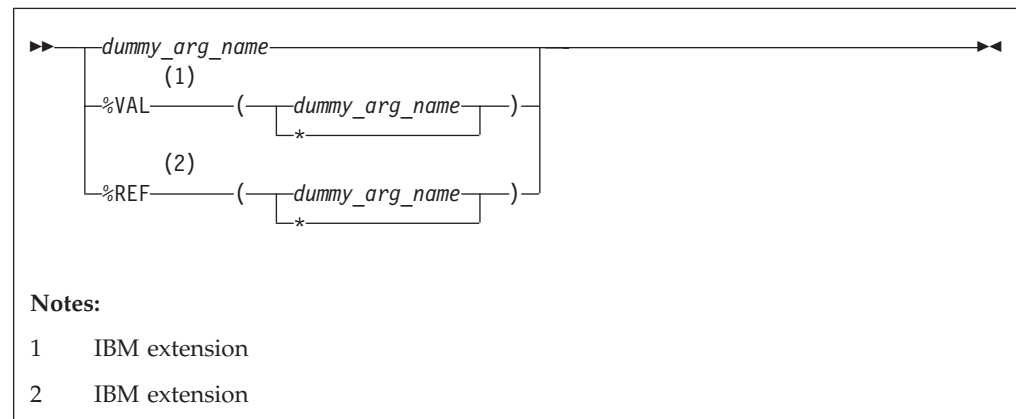 dummy_arg_name
(1)
%VAL ( dummy_arg_name )
*
(2)
%REF ( dummy_arg_name )
*
Notes:
1 IBM extension
2 IBM extension